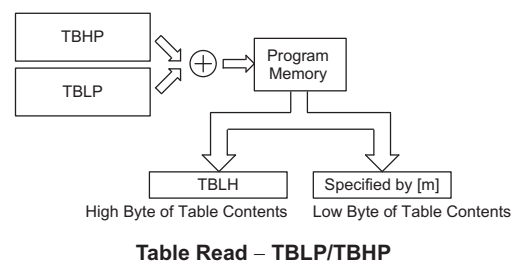 TBHP
TBLP
Program
Memory
TBLH
Specified by [m]
High Byte of Table Contents
Low Byte of Table Contents
Table Read – TBLP/TBHP